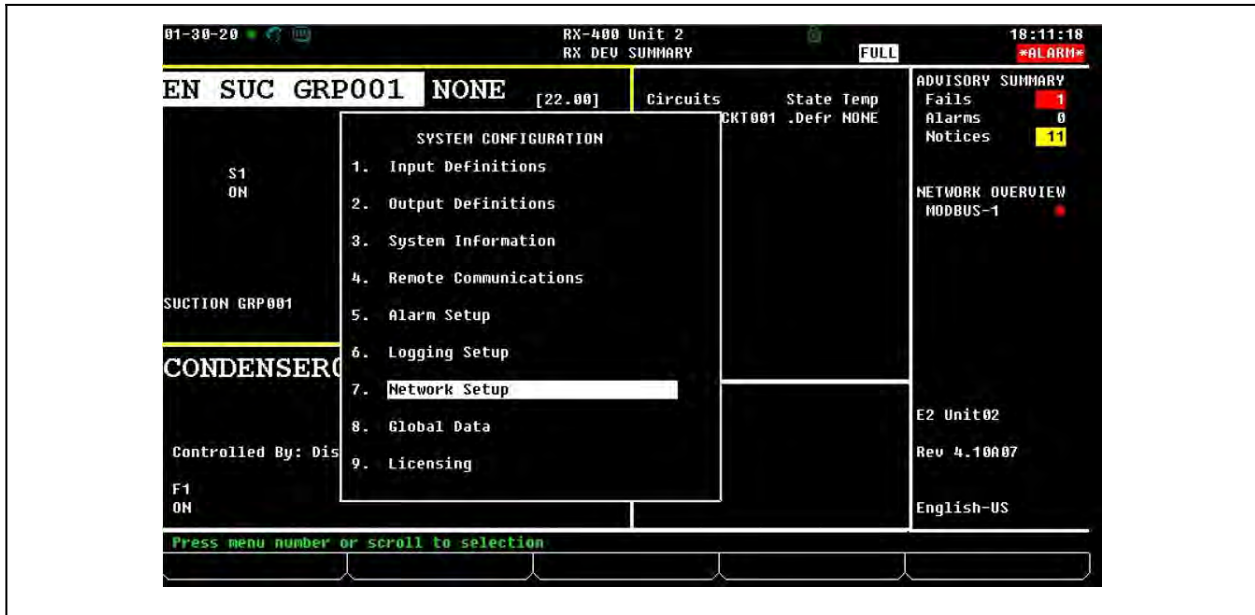 01-30-20
RX-400 Unit 2
18:11:18
RX DEV SUMMARY
FULL
*ALARM*
EN SUC GRP001 NONE [22.00]
Circuits State Temp
CKT001 .Defr NONE
S1
ON
SUCTION GRP001
CONDENSER
Controlled By: Dis
F1
ON
SYSTEM CONFIGURATION
1. Input Definitions
2. Output Definitions
3. System Information
4. Remote Communications
5. Alarm Setup
6. Logging Setup
7. Network Setup
8. Global Data
9. Licensing
ADVISORY SUMMARY
Fails 1
Alarms 0
Notices 11
NETWORK OVERVIEW
MODBUS-1
E2 Unit02
Rev 4.10A07
English-US
Press menu number or scroll to selection